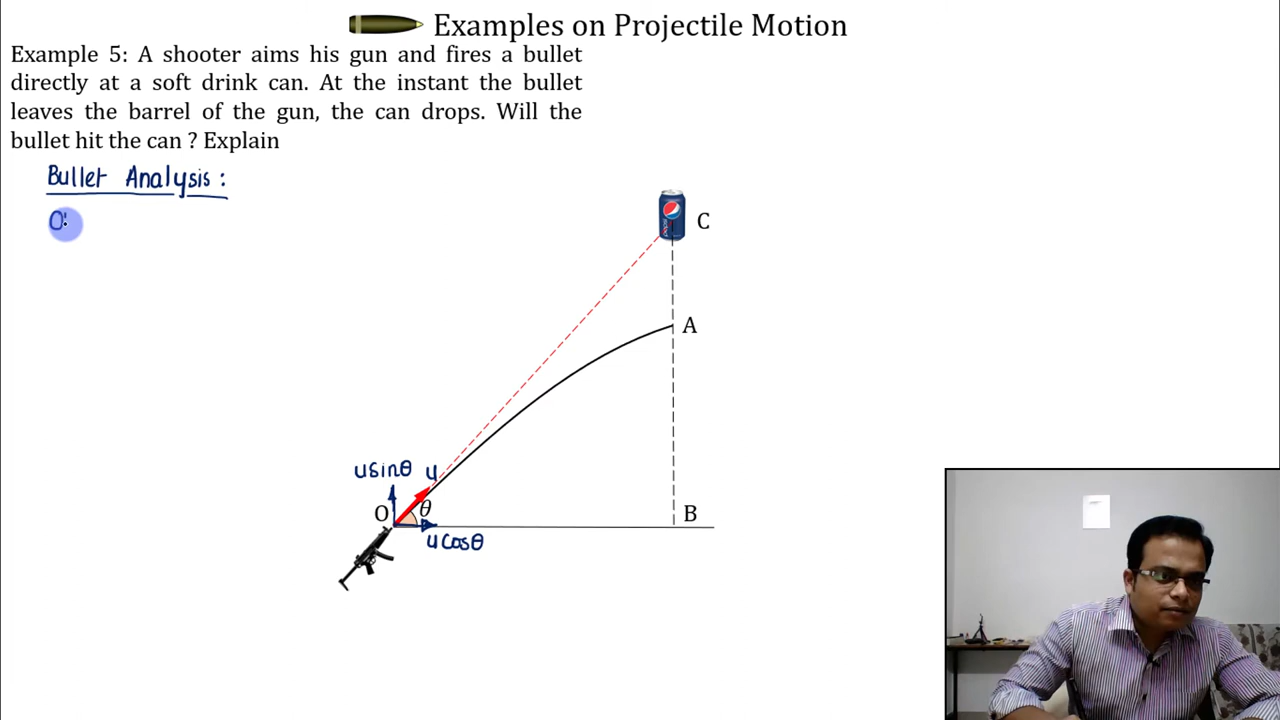 Examples on Projectile Motion
Example 5: A shooter aims his gun and fires a bullet
directly at a soft drink can. At the instant the bullet
leaves the barrel of the gun, the can drops. Will the
bullet hit the can ? Explain
Bullet Analysis :
O
C
pepsi
A
usinθ u
O θ B
ucosθ